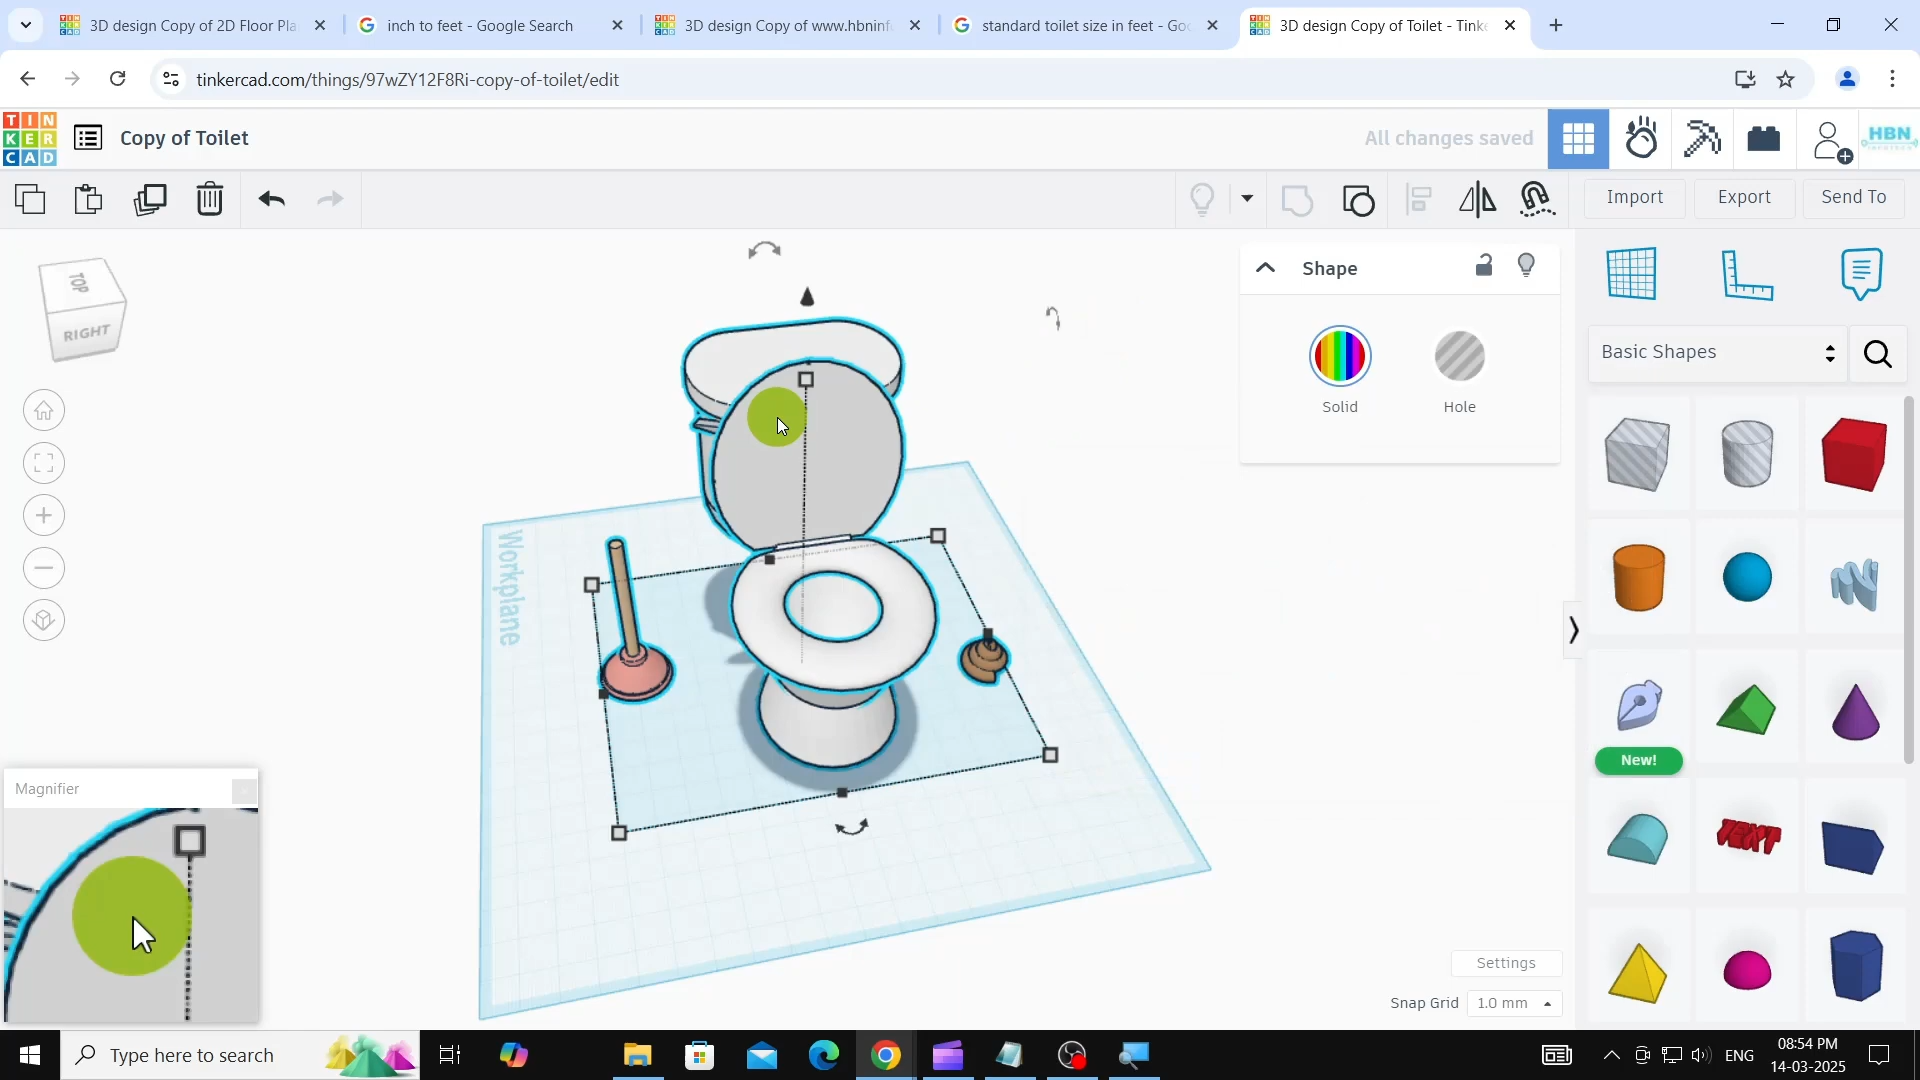 3D design Copy of 2D Floor Pla
inch to feet - Google Search
3D design Copy of www.hbninf
standard toilet size in feet - Goo
3D design Copy of Toilet - Tinke
tinkercad.com/things/97wZY12F8Ri-copy-of-toilet/edit
TIN
KER
CAD
Copy of Toilet
All changes saved
HBN
Import
Export
Send To
TOP
RIGHT
Shape
Solid
Hole
Basic Shapes
Workplane
New!
TEXT
Magnifier
Settings
Snap Grid
1.0 mm
Type here to search
ENG
08:54 PM
14-03-2025